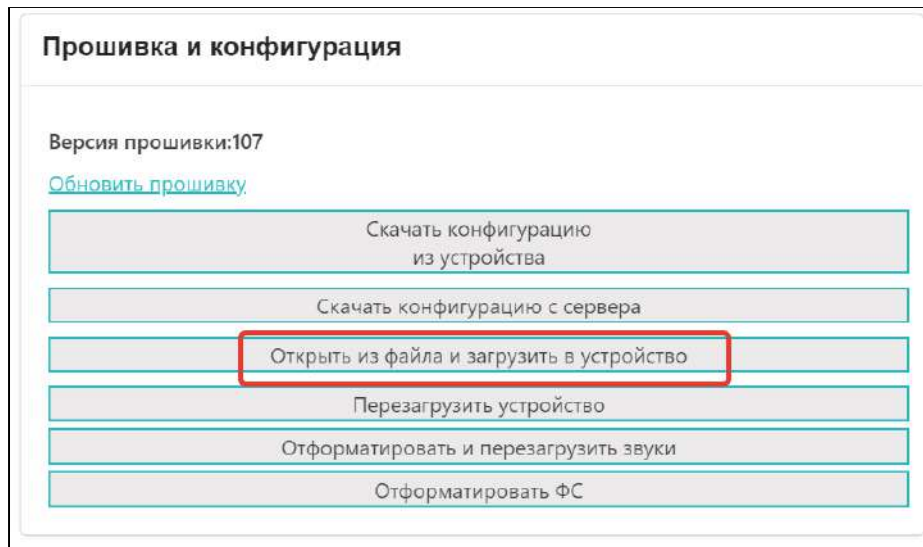 Прошивка и конфигурация
Версия прошивки:107
Обновить прошивку
Скачать конфигурацию
из устройства
Скачать конфигурацию с сервера
Открыть из файла и загрузить в устройство
Перезагрузить устройство
Отформатировать и перезагрузить звуки
Отформатировать ФС